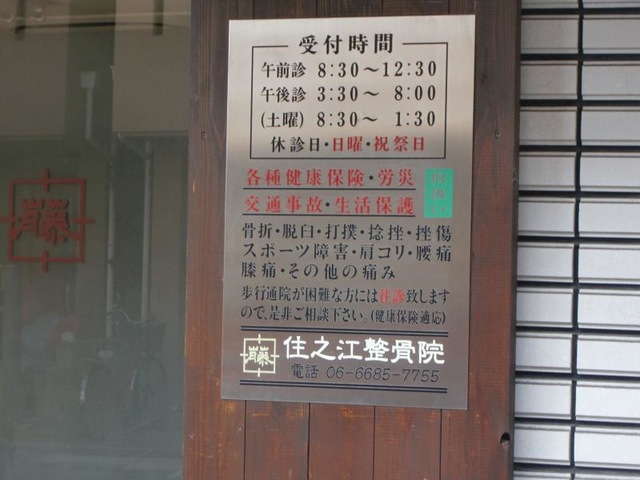 受付時間
午前診 8:30～12:30
午後診 3:30～ 8:00
(土曜) 8:30～ 1:30
休診日・日曜・祝祭日
各種健康保険・労災
交通事故・生活保護
骨折・脱臼・打撲・捻挫・挫傷
スポーツ障害・肩コリ・腰痛
膝痛・その他の痛み
歩行通院が困難な方には往診致します
ので、是非ご相談下さい。(健康保険適応)
住之江整骨院
電話 06-6685-7755